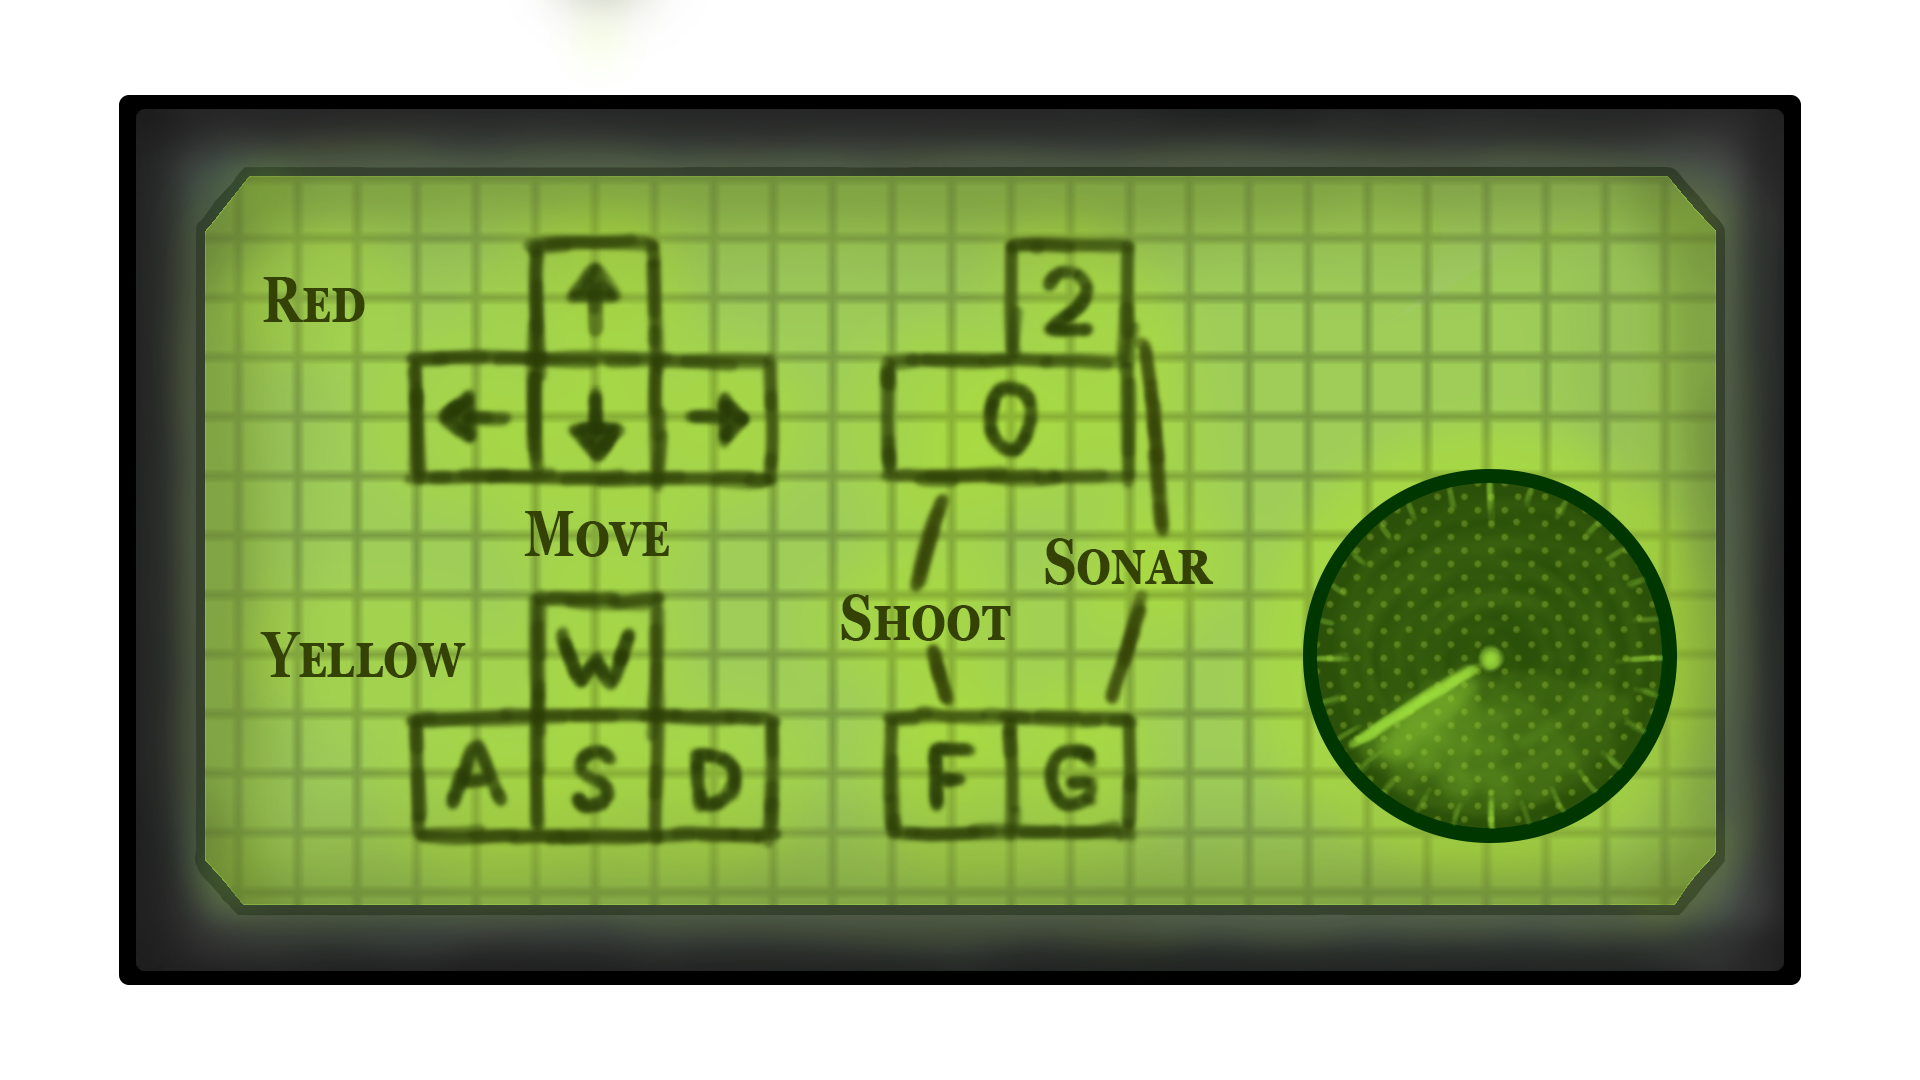 Red
↑
← ↓ →
2
0
Move
Sonar
Shoot
Yellow
W
A S D
F G